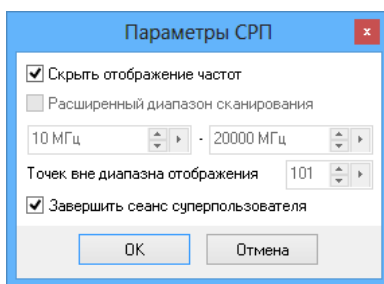 Параметры СРП
x
Скрыть отображение частот
Расширенный диапазон сканирования
10 МГц - 20000 МГц
Точек вне диапазна отображения 101
Завершить сеанс суперпользователя
OK Отмена